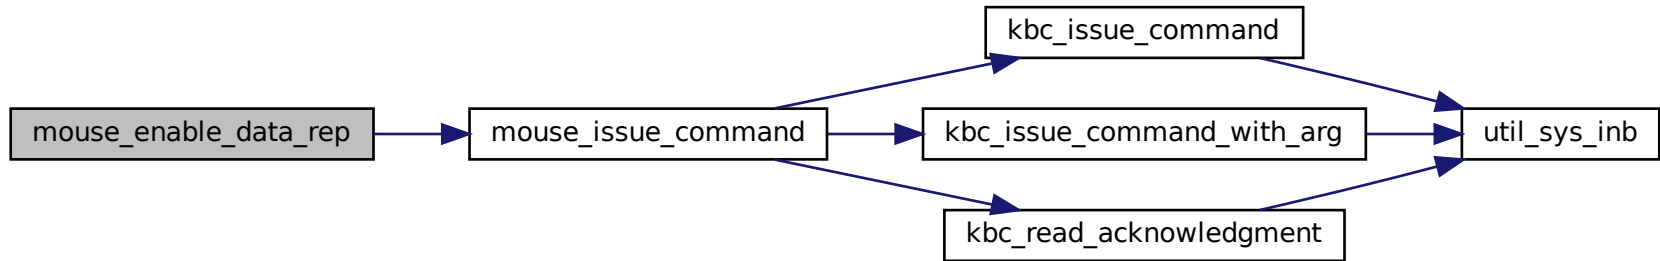 kbc_issue_command
mouse_enable_data_rep
mouse_issue_command
kbc_issue_command_with_arg
util_sys_inb
kbc_read_acknowledgment